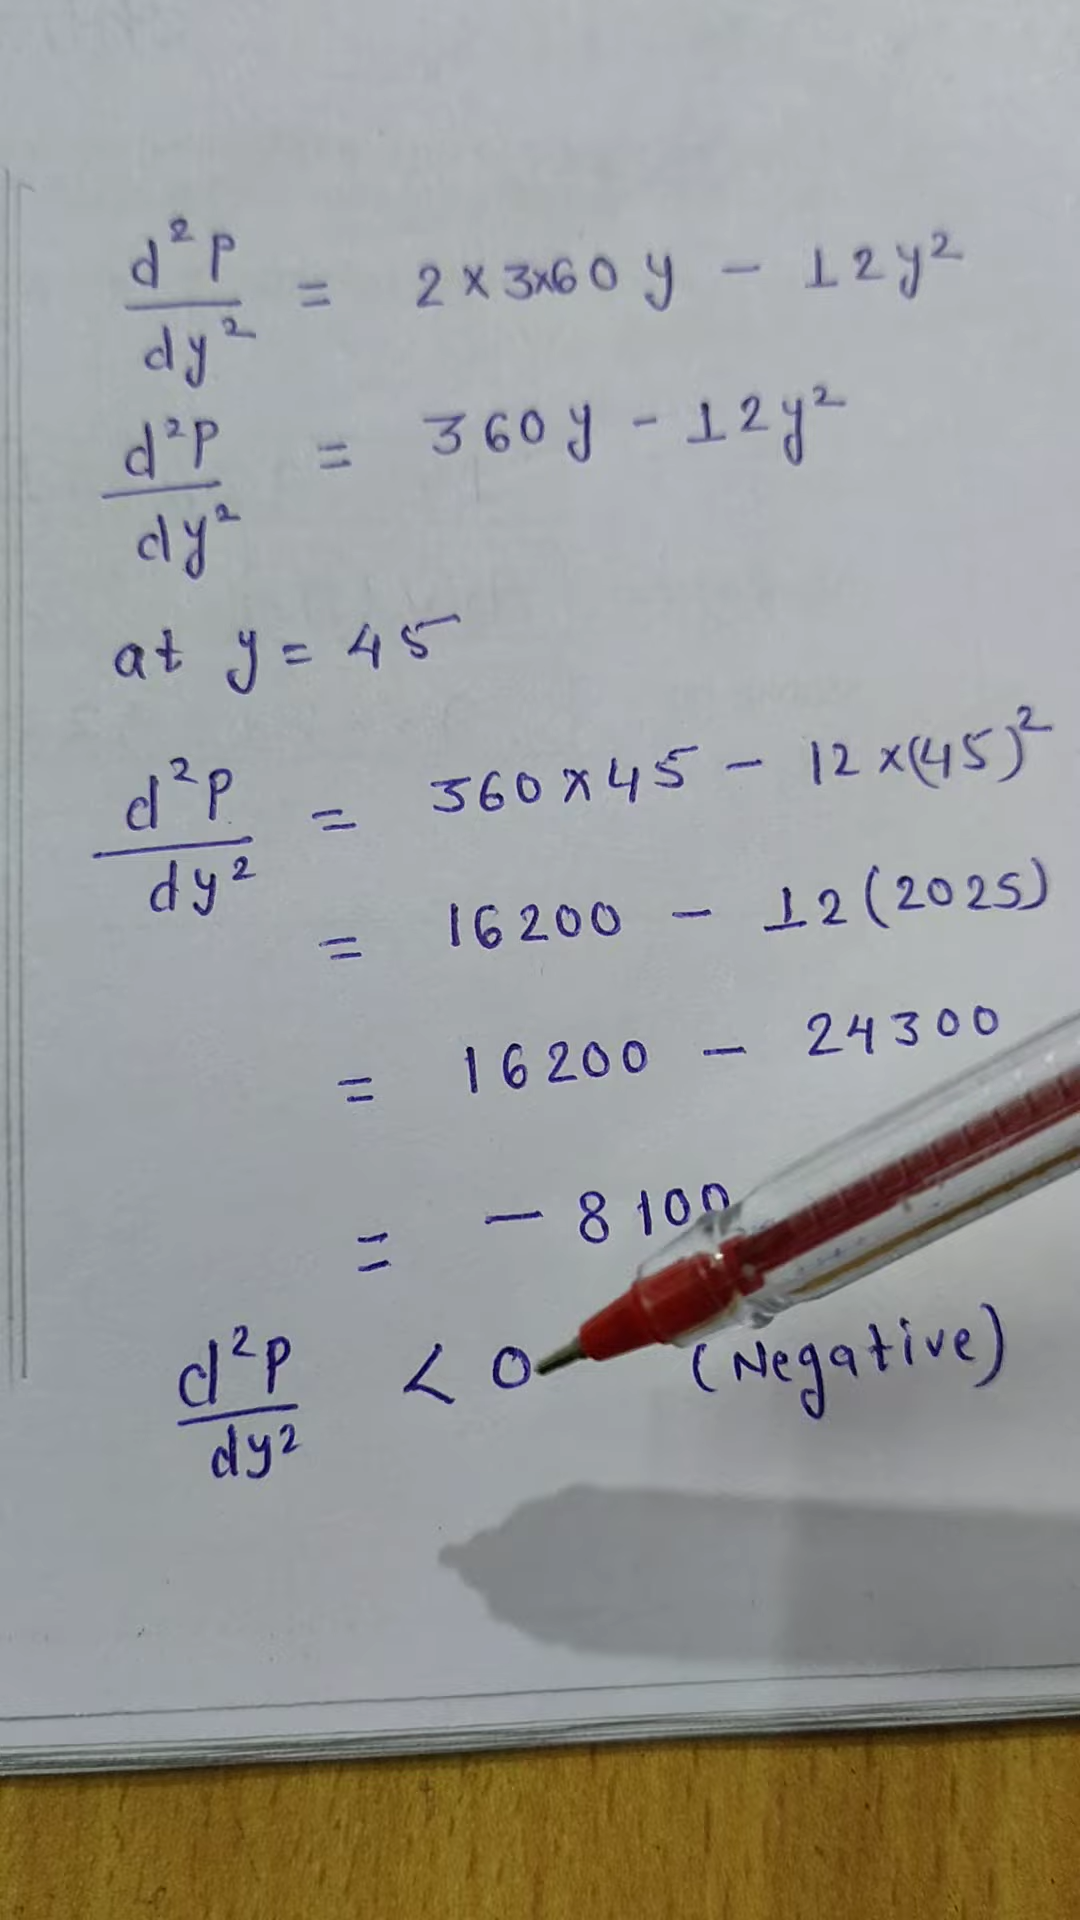 d²P/dy² = 2×3×60 y − 12y²
d²P/dy² = 360y − 12y²
at y = 45
d²P/dy² = 360×45 − 12×(45)²
= 16200 − 12(2025)
= 16200 − 24300
= − 8100
d²P/dy² < 0 (Negative)